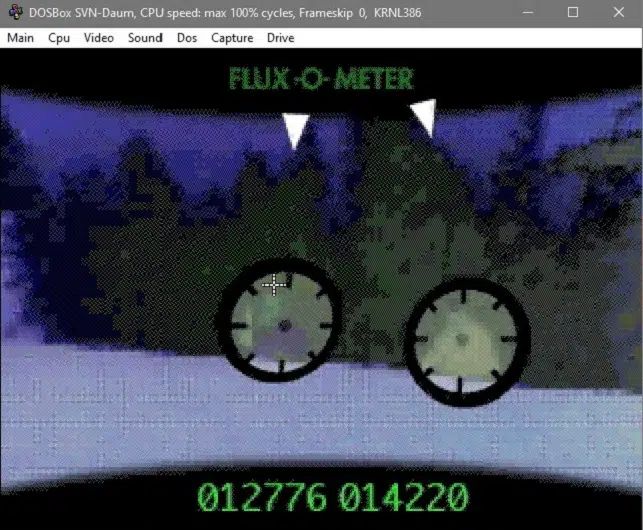 DOSBox SVN-Daum, CPU speed: max 100% cycles, Frameskip 0, KRNL386
Main Cpu Video Sound Dos Capture Drive
FLUX-O-METER
012776 014220